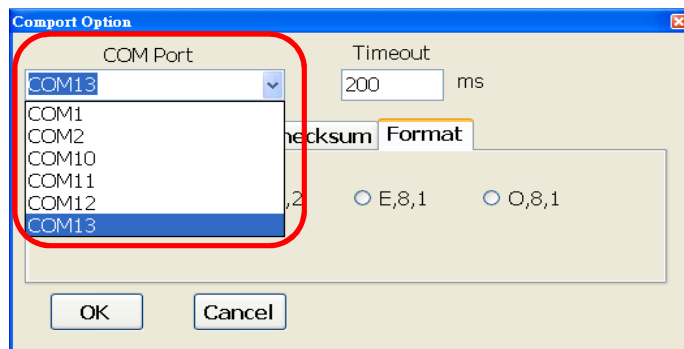 Comport Option
COM Port
Timeout
COM13
200
ms
COM1
COM2
COM10
COM11
COM12
COM13
hecksum
Format
,2
E,8,1
O,8,1
OK
Cancel